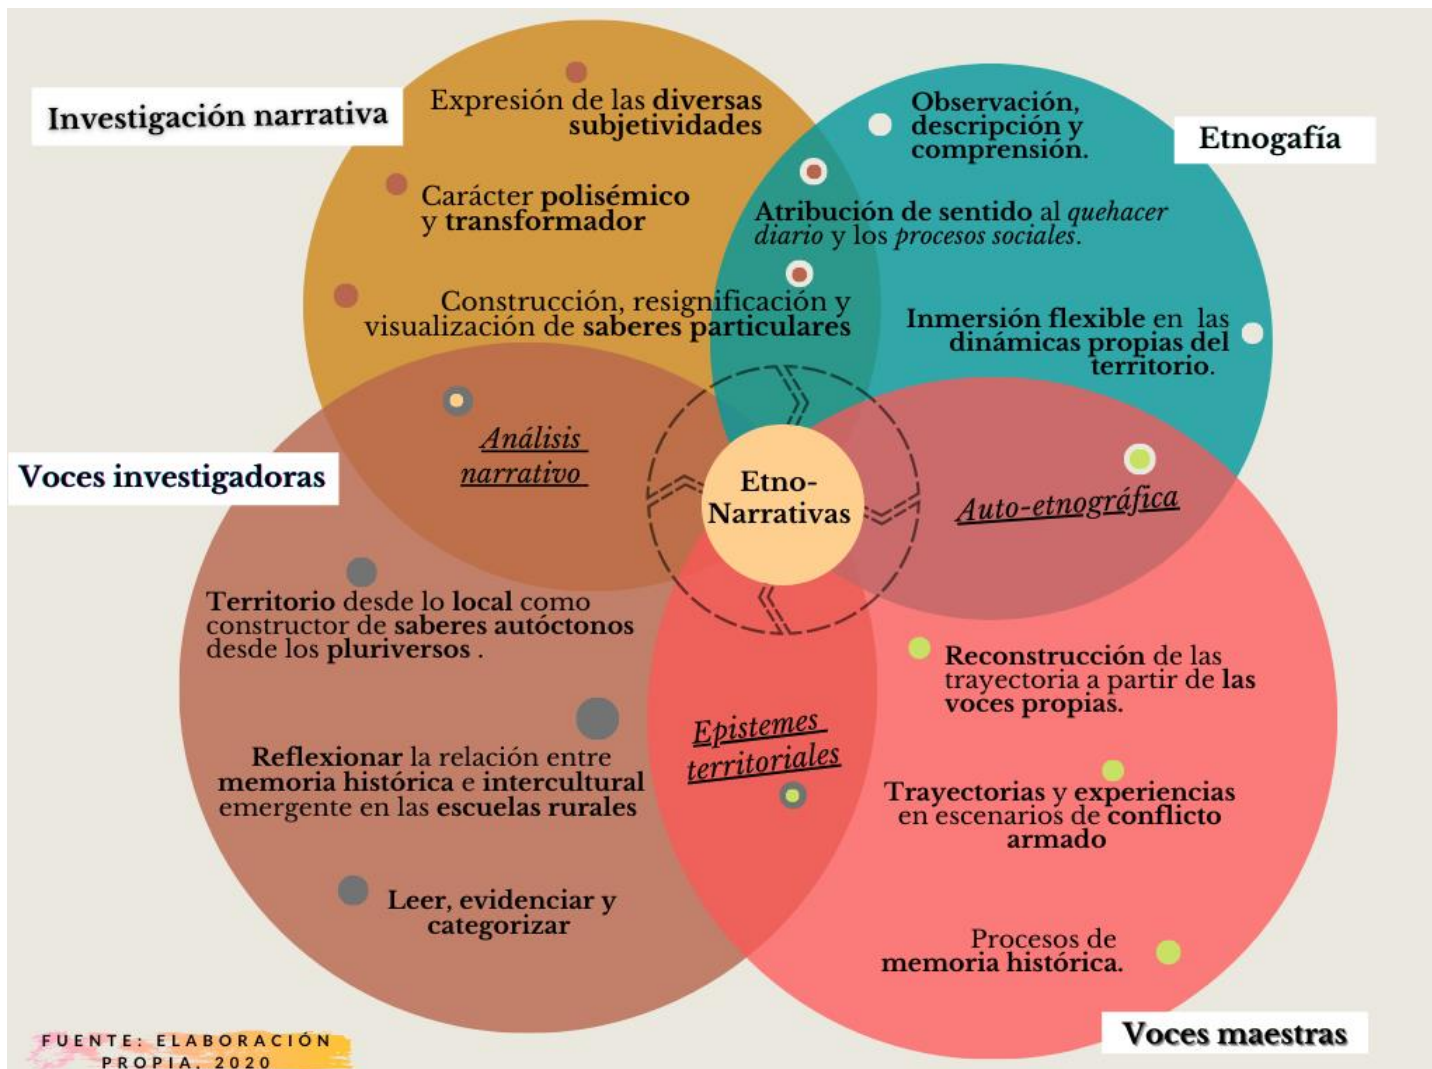 Investigación narrativa
Expresión de las diversas
subjetividades
Carácter polisémico
y transformador
Construcción, resignificación y
visualización de saberes particulares
Etnogafía
Observación,
descripción y
comprensión.
Atribución de sentido al quehacer
diario y los procesos sociales.
Inmersión flexible en las
dinámicas propias del
territorio.
Análisis
narrativo
Etno-
Narrativas
Auto-etnográfica
Voces investigadoras
Territorio desde lo local como
constructor de saberes autóctonos
desde los pluriversos .
Reflexionar la relación entre
memoria histórica e intercultural
emergente en las escuelas rurales
Leer, evidenciar y
categorizar
Epistemes
territoriales
Reconstrucción de las
trayectoria a partir de las
voces propias.
Trayectorias y experiencias
en escenarios de conflicto
armado
Procesos de
memoria histórica.
Voces maestras
FUENTE: ELABORACIÓN
PROPIA, 2020